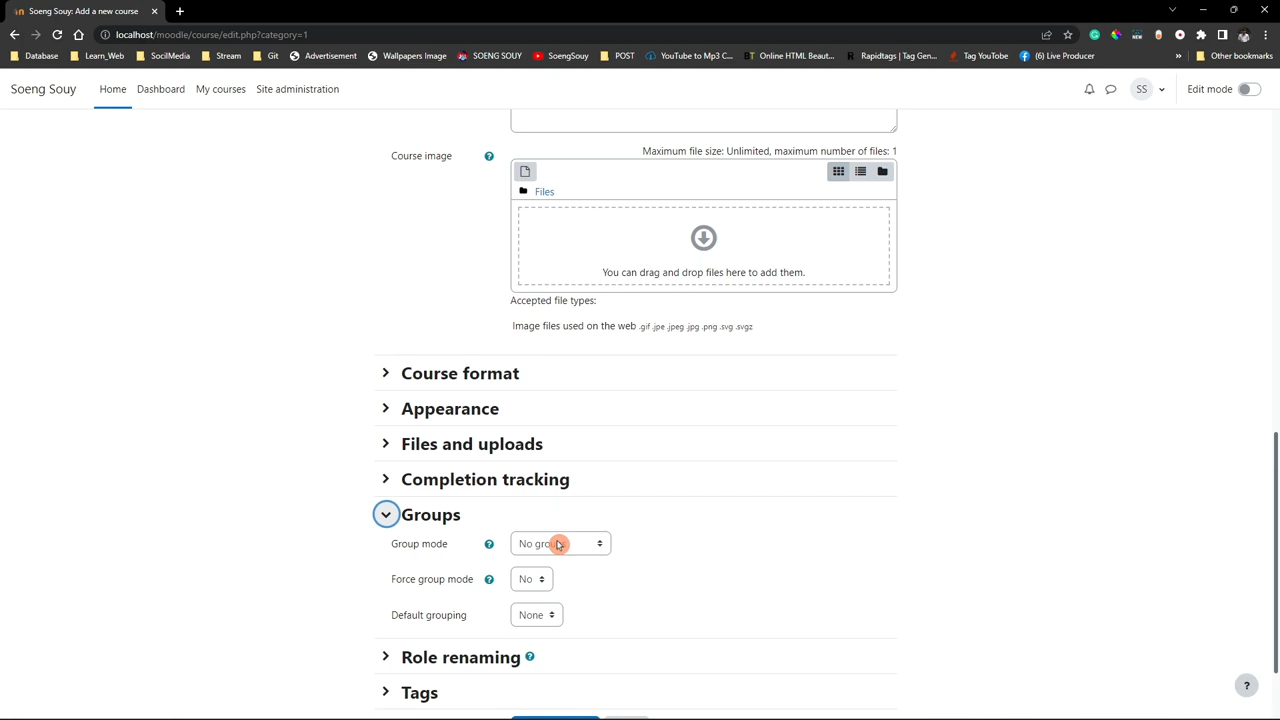 Soeng Souy: Add a new course
localhost/moodle/course/edit.php?category=1
Database Learn_Web SocilMedia Stream Git Advertisement Wallpapers Image SOENG SOUY SoengSouy POST YouTube to Mp3 C... Online HTML Beaut... Rapidtags | Tag Gen... Tag YouTube (6) Live Producer » Other bookmarks
Soeng Souy Home Dashboard My courses Site administration SS Edit mode
Maximum file size: Unlimited, maximum number of files: 1
Course image ?
Files
You can drag and drop files here to add them.
Accepted file types:
Image files used on the web .gif .jpe .jpeg .jpg .png .svg .svgz
Course format
Appearance
Files and uploads
Completion tracking
Groups
Group mode ? No groups
Force group mode ? No
Default grouping None
Role renaming ?
Tags
?